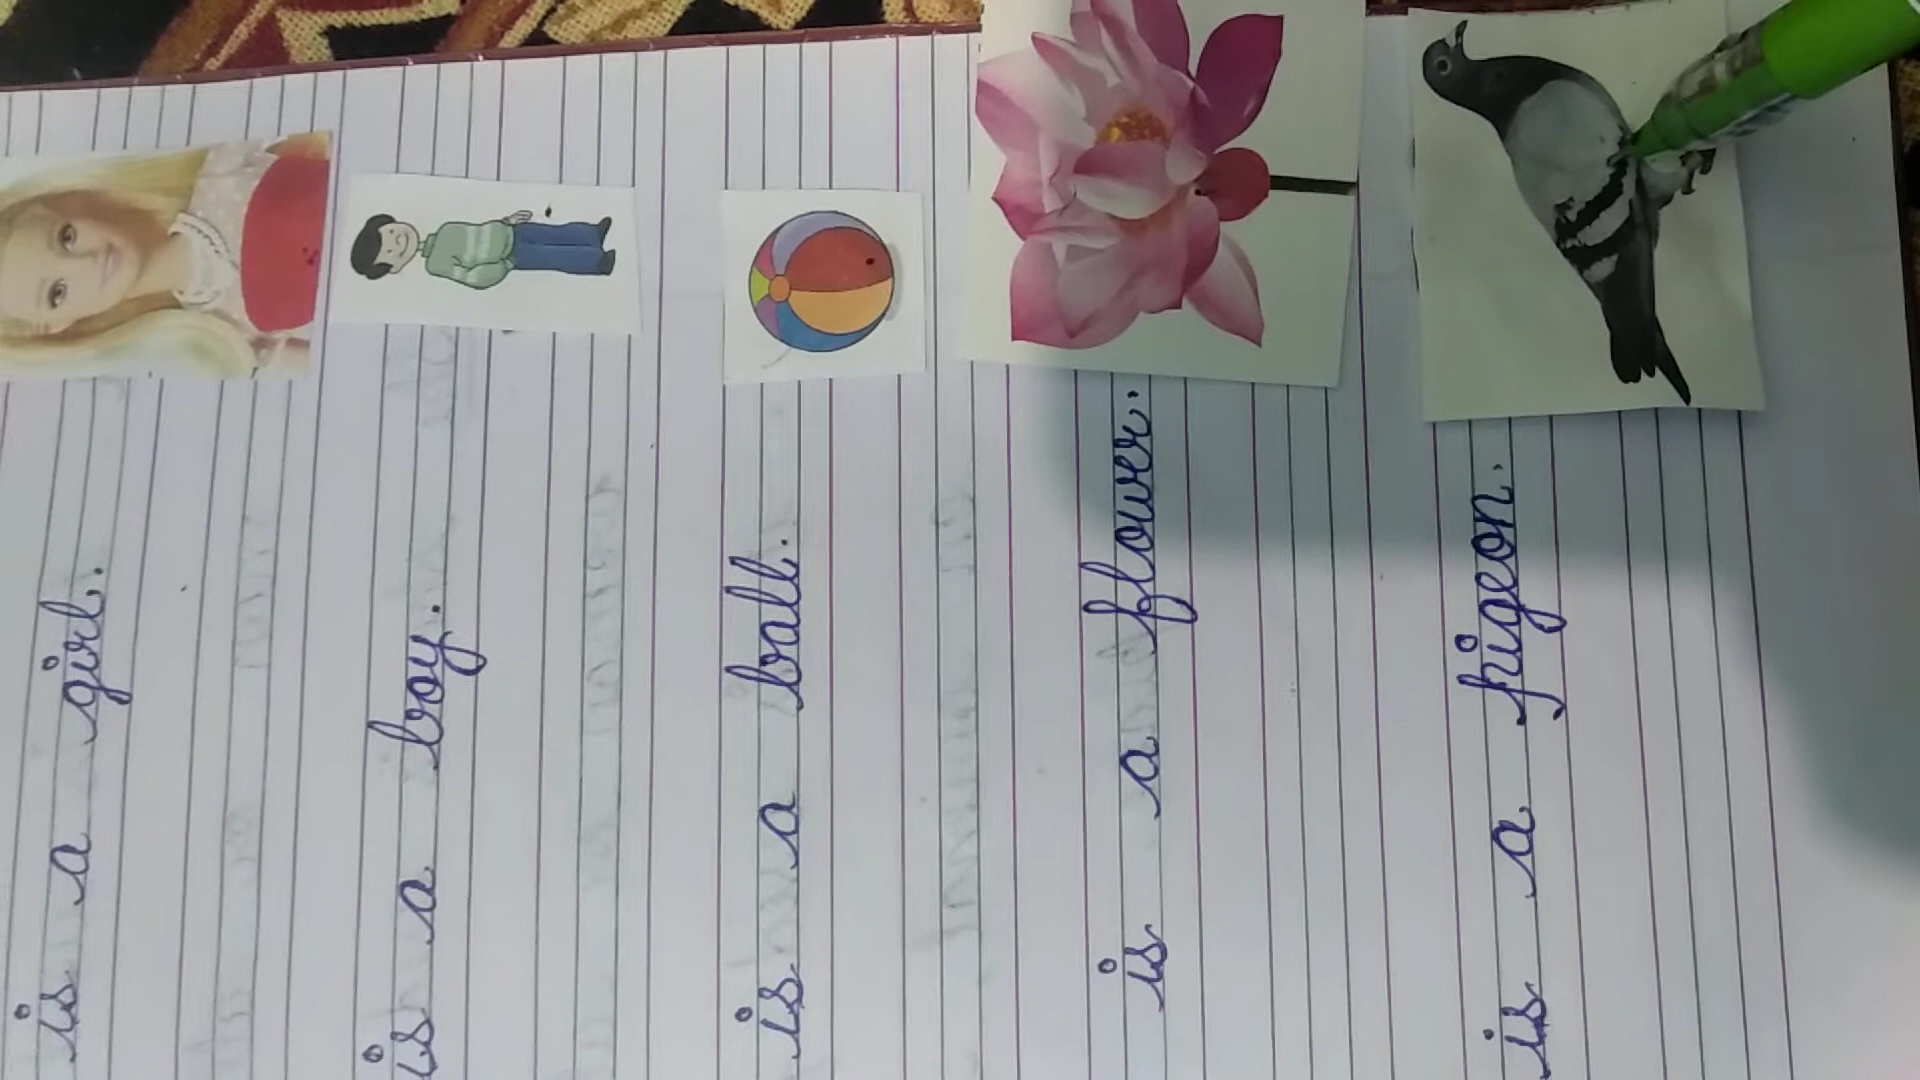 is a girl.
is a boy.
is a ball.
is a flower.
is a pigeon.